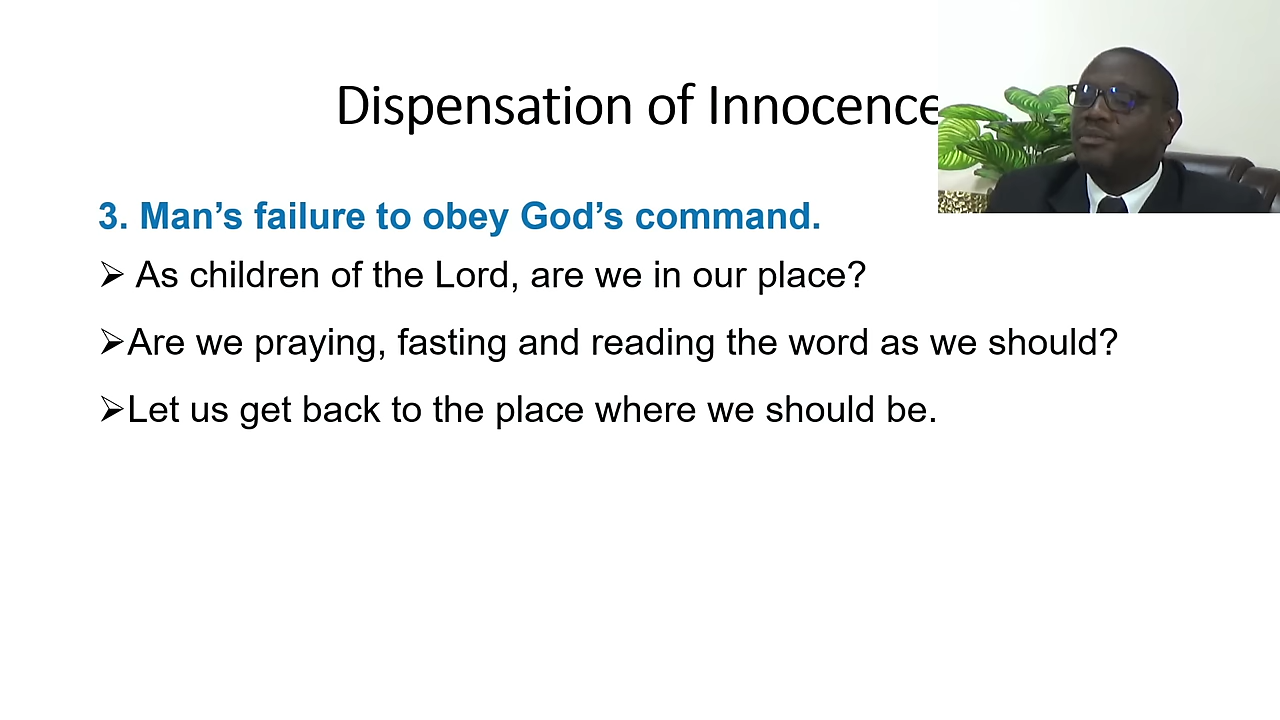 Dispensation of Innocence
3. Man’s failure to obey God’s command.
➢ As children of the Lord, are we in our place?
➢Are we praying, fasting and reading the word as we should?
➢Let us get back to the place where we should be.